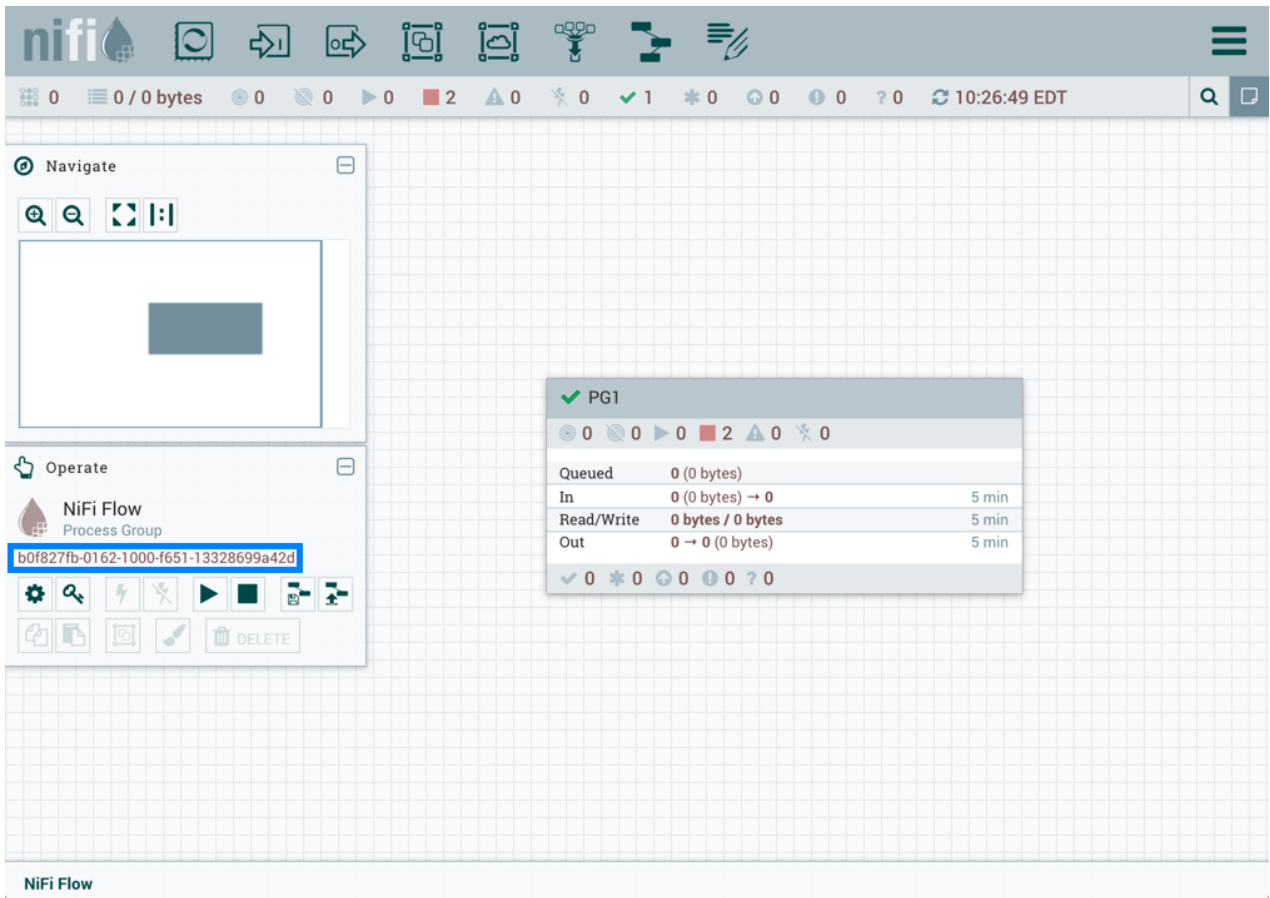 nifi
0 0 / 0 bytes 0 0 0 2 0 0 1 0 0 0 ? 0 10:26:49 EDT
Navigate
Operate
NiFi Flow
Process Group
b0f827fb-0162-1000-f651-13328699a42d
DELETE
PG1
0 0 0 2 0 0
Queued 0 (0 bytes)
In 0 (0 bytes) → 0 5 min
Read/Write 0 bytes / 0 bytes 5 min
Out 0 → 0 (0 bytes) 5 min
0 0 0 0 ? 0
NiFi Flow